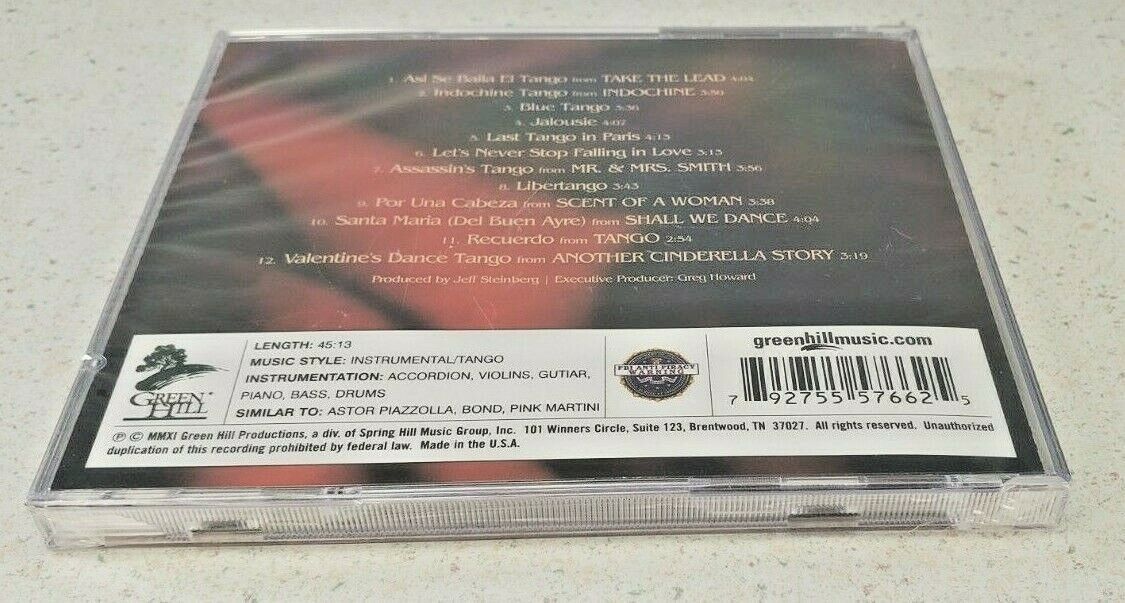 1. Así Se Baila El Tango from TAKE THE LEAD 4:04
2. Indochine Tango from INDOCHINE 3:50
3. Blue Tango 3:36
4. Jalousie 4:07
5. Last Tango in Paris 4:13
6. Let's Never Stop Falling in Love 3:13
7. Assassin's Tango from MR. & MRS. SMITH 3:56
8. Libertango 3:43
9. Por Una Cabeza from SCENT OF A WOMAN 3:38
10. Santa Maria (Del Buen Ayre) from SHALL WE DANCE 4:04
11. Recuerdo from TANGO 2:54
12. Valentine's Dance Tango from ANOTHER CINDERELLA STORY 3:19
Produced by Jeff Steinberg | Executive Producer: Greg Howard
GREEN HILL
LENGTH: 45:13
MUSIC STYLE: INSTRUMENTAL/TANGO
INSTRUMENTATION: ACCORDION, VIOLINS, GUTIAR,
PIANO, BASS, DRUMS
SIMILAR TO: ASTOR PIAZZOLLA, BOND, PINK MARTINI
FBI ANTI-PIRACY
WARNING
greenhillmusic.com
7 92755 57662 5
℗ © MMXI Green Hill Productions, a div. of Spring Hill Music Group, Inc. 101 Winners Circle, Suite 123, Brentwood, TN 37027. All rights reserved. Unauthorized
duplication of this recording prohibited by federal law. Made in the U.S.A.